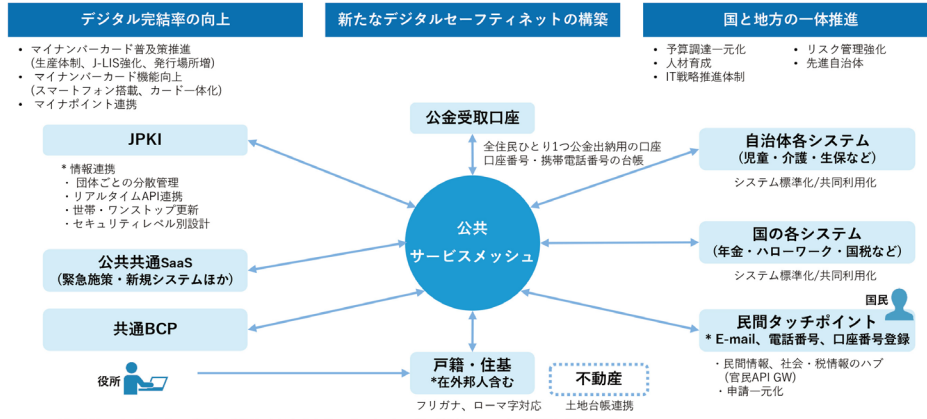 デジタル完結率の向上
新たなデジタルセーフティネットの構築
国と地方の一体推進
• マイナンバーカード普及策推進
(生産体制、J-LIS強化、発行場所増)
• マイナンバーカード機能向上
(スマートフォン搭載、カード一体化)
• マイナポイント連携
• 予算調達一元化
• 人材育成
• IT戦略推進体制
• リスク管理強化
• 先進自治体
公金受取口座
全住民ひとり1つ公金出納用の口座
口座番号・携帯電話番号の台帳
JPKI
* 情報連携
・ 団体ごとの分散管理
・ リアルタイムAPI連携
・ 世帯・ワンストップ更新
・ セキュリティレベル別設計
自治体各システム
(児童・介護・生保など)
システム標準化/共同利用化
公共
サービスメッシュ
公共共通SaaS
(緊急施策・新規システムほか)
国の各システム
(年金・ハローワーク・国税など)
システム標準化/共同利用化
共通BCP
国民
民間タッチポイント
* E-mail、電話番号、口座番号登録
・民間情報、社会・税情報のハブ
(官民API GW)
・申請一元化
役所
戸籍・住基
*在外邦人含む
フリガナ、ローマ字対応
不動産
土地台帳連携